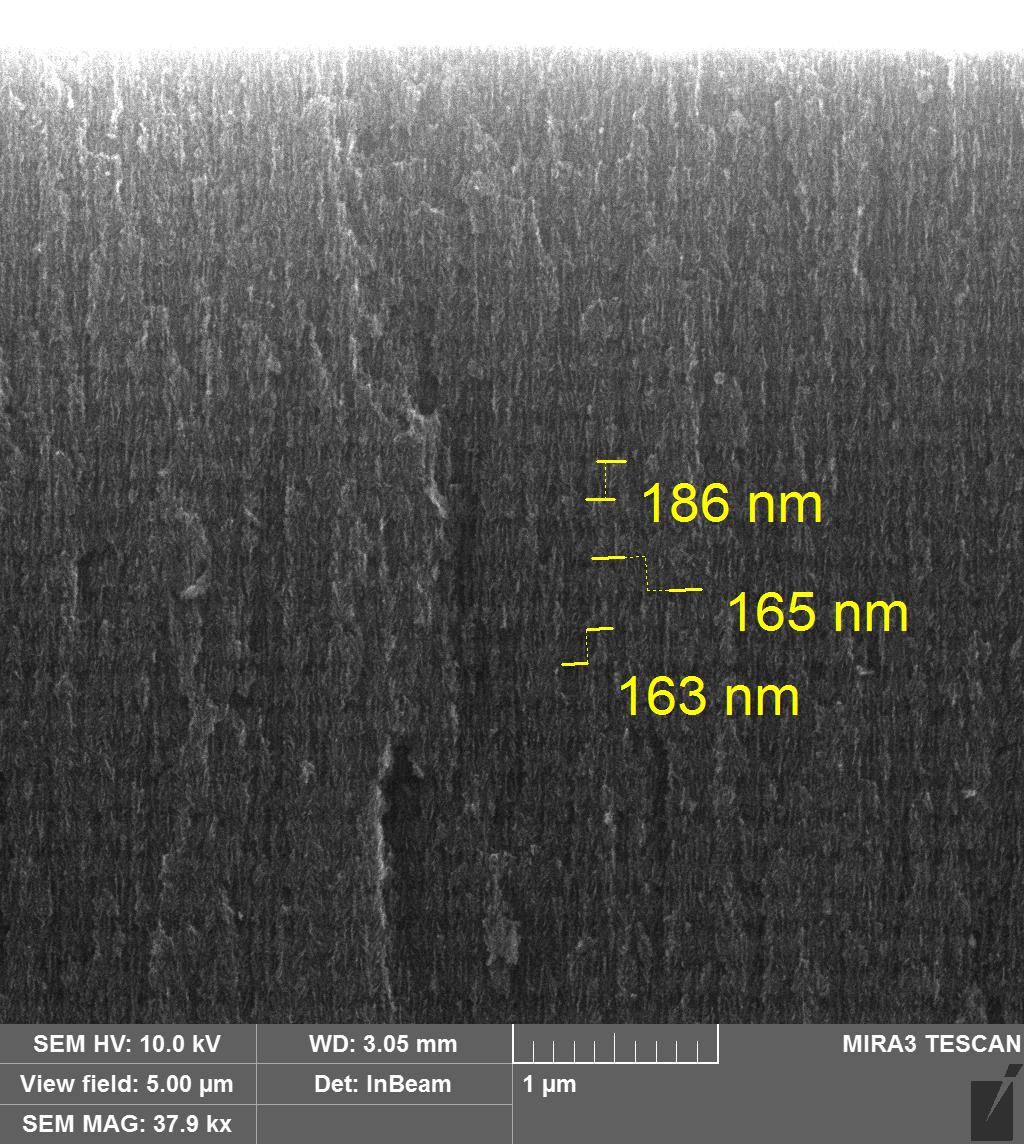 186 nm
165 nm
163 nm
SEM HV: 10.0 kV WD: 3.05 mm MIRA3 TESCAN
View field: 5.00 µm Det: InBeam 1 µm
SEM MAG: 37.9 kx